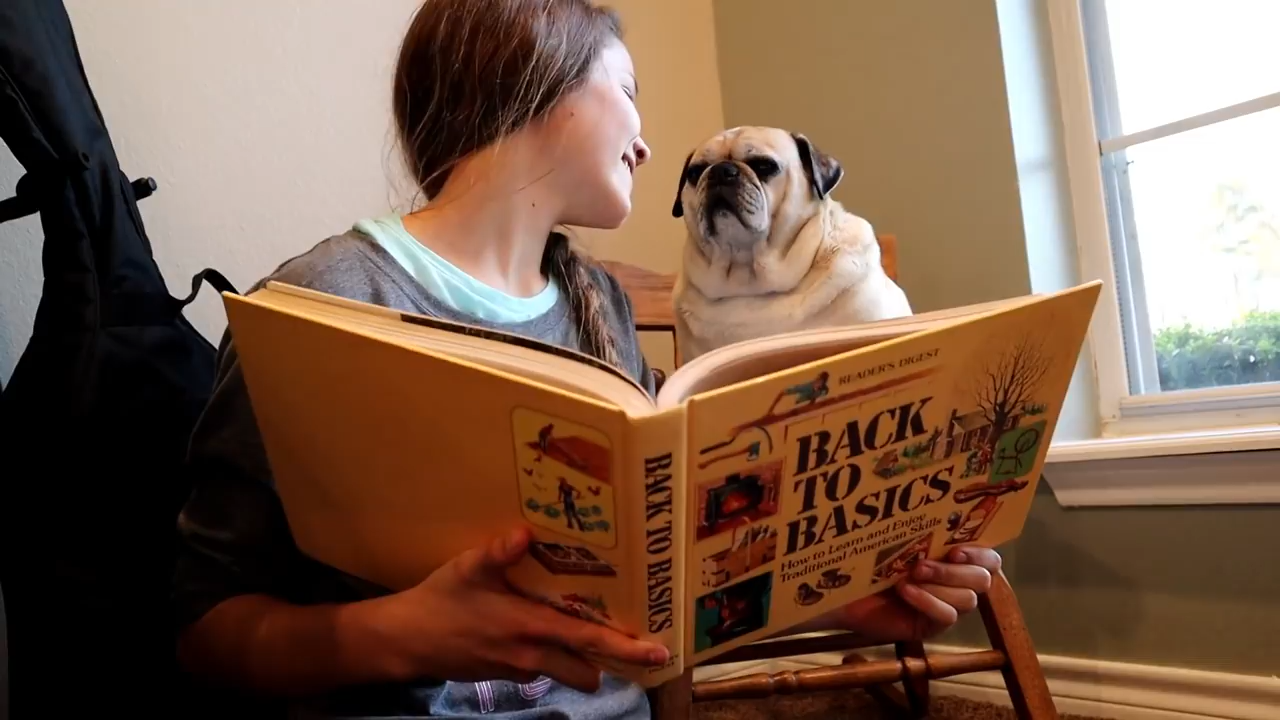 READER'S DIGEST
BACK
TO
BASICS
How to Learn and Enjoy
Traditional American Skills
BACK TO BASICS